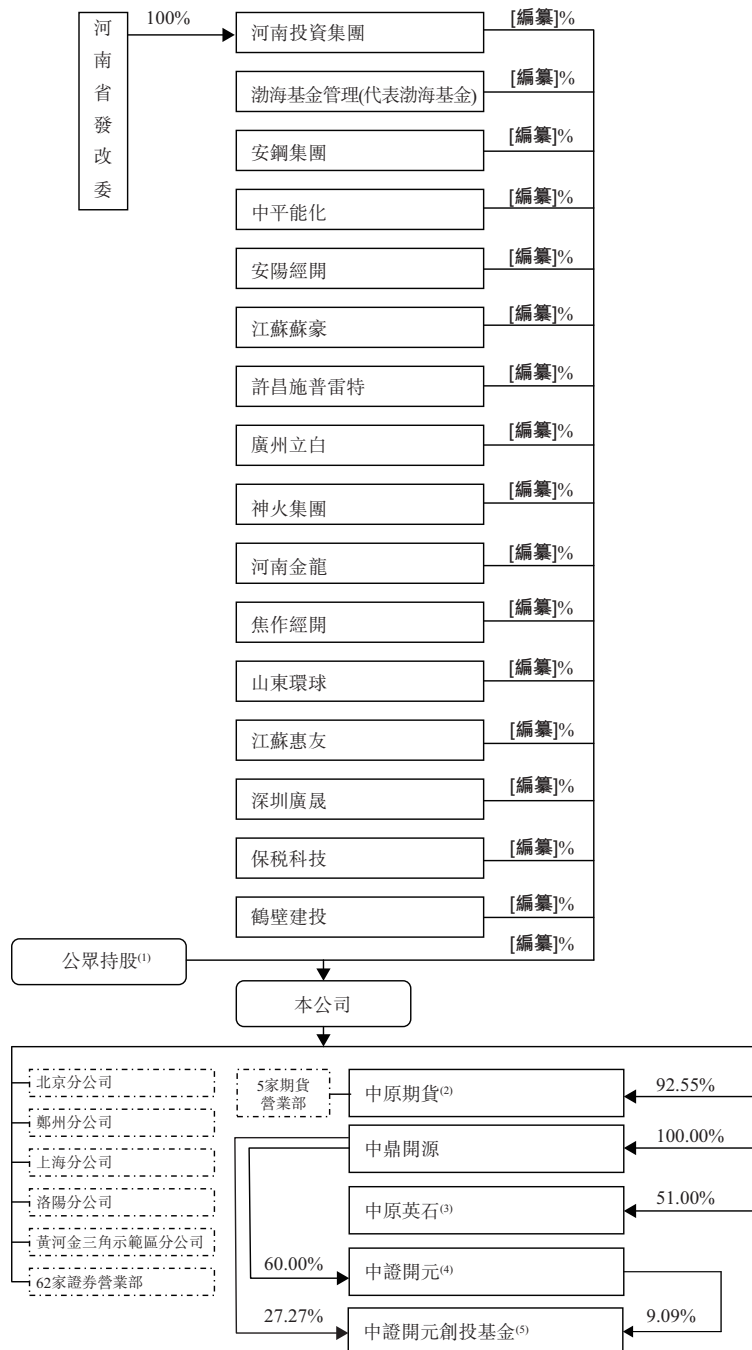 河南省發改委
100%
河南投資集團
[編纂]%
渤海基金管理(代表渤海基金)
[編纂]%
安鋼集團
[編纂]%
中平能化
[編纂]%
安陽經開
[編纂]%
江蘇蘇豪
[編纂]%
許昌施普雷特
[編纂]%
廣州立白
[編纂]%
神火集團
[編纂]%
河南金龍
[編纂]%
焦作經開
[編纂]%
山東環球
[編纂]%
江蘇惠友
[編纂]%
深圳廣晟
[編纂]%
保税科技
[編纂]%
鶴壁建投
[編纂]%
公眾持股(1)
[編纂]%
本公司
北京分公司
鄭州分公司
上海分公司
洛陽分公司
黃河金三角示範區分公司
62家證券營業部
5家期貨
營業部
中原期貨(2)
92.55%
中鼎開源
100.00%
中原英石(3)
51.00%
60.00%
中證開元(4)
27.27%
中證開元創投基金(5)
9.09%